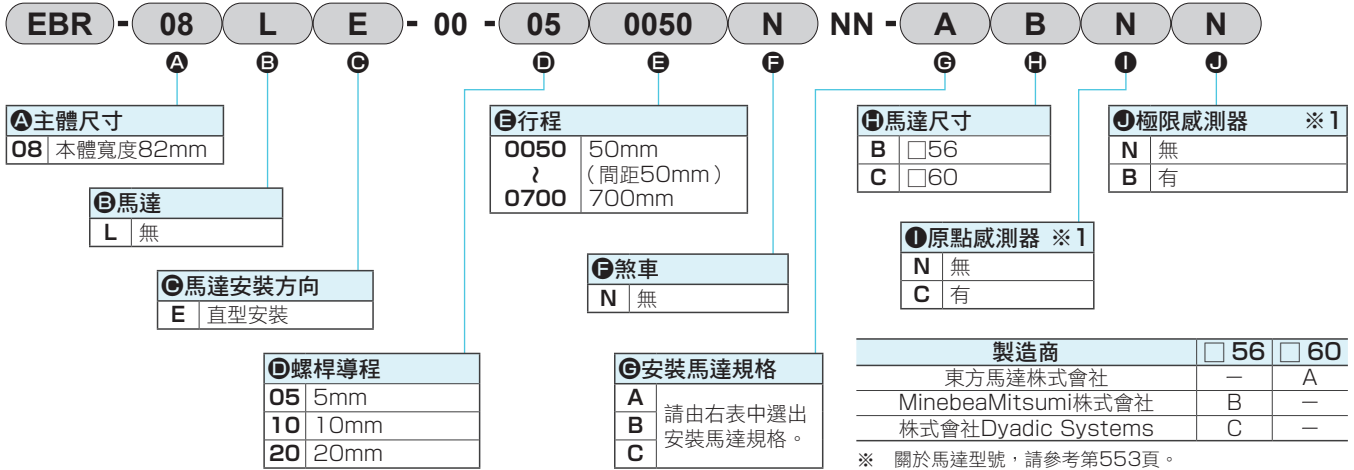 EBR - 08 L E - 00 - 05 0050 N NN - A B N N
A B C D E F G H I J
A主體尺寸
08 本體寬度82mm
B馬達
L 無
C馬達安裝方向
E 直型安裝
D螺桿導程
05 5mm
10 10mm
20 20mm
E行程
0050 50mm
~ (間距50mm)
0700 700mm
F煞車
N 無
G安裝馬達規格
A
B 請由右表中選出
安裝馬達規格。
C
H馬達尺寸
B □56
C □60
I原點感測器 ※1
N 無
C 有
J極限感測器 ※1
N 無
B 有
製造商 □56 □60
東方馬達株式會社 － A
MinebeaMitsumi株式會社 B －
株式會社Dyadic Systems C －
※ 關於馬達型號，請參考第553頁。